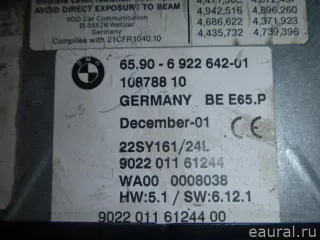 AVOID DIRECT EXPOSURE TO BEAM
VDO Car Communication
D-35576 Wetzlar
Germany
Complies with 21CFR1040.10
4,942,516 4,896,260
4,686,622 4,371,923
4,435,732 4,739,396
BMW
65.90 - 6 922 642-01
108788 10
GERMANY BE E65.P
December-01
22SY161/24L
9022 011 61244
WA00 0008038
HW:5.1 / SW:6.12.1
9022 011 61244 00
eaural.ru